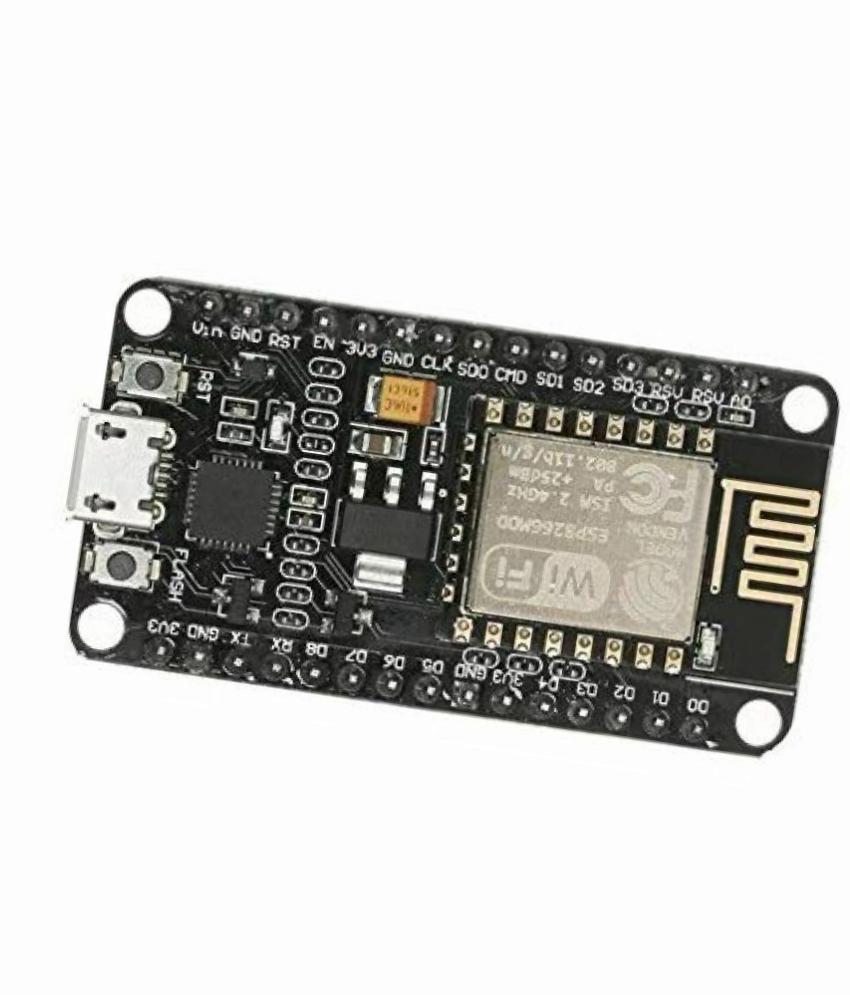 Vin GND RST EN 3V3 GND CLK SD0 CMD SD1 SD2 SD3 RSV RSV A0
RST
FLASH
WiFi
MODEL ESP8266MOD
VENDOR
FC ISM 2.4GHz
PA +25dBm
802.11b/g/n
3V3 GND TX RX D8 D7 D6 D5 GND 3V3 D4 D3 D2 D1 D0